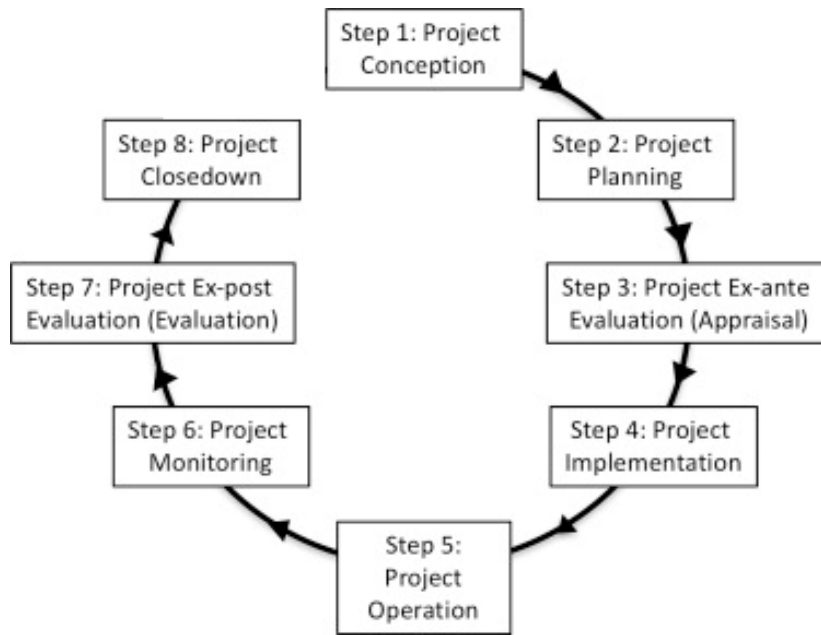 Step 1: Project
Conception
Step 2: Project
Planning
Step 3: Project Ex-ante
Evaluation (Appraisal)
Step 4: Project
Implementation
Step 5:
Project
Operation
Step 6: Project
Monitoring
Step 7: Project Ex-post
Evaluation (Evaluation)
Step 8: Project
Closedown